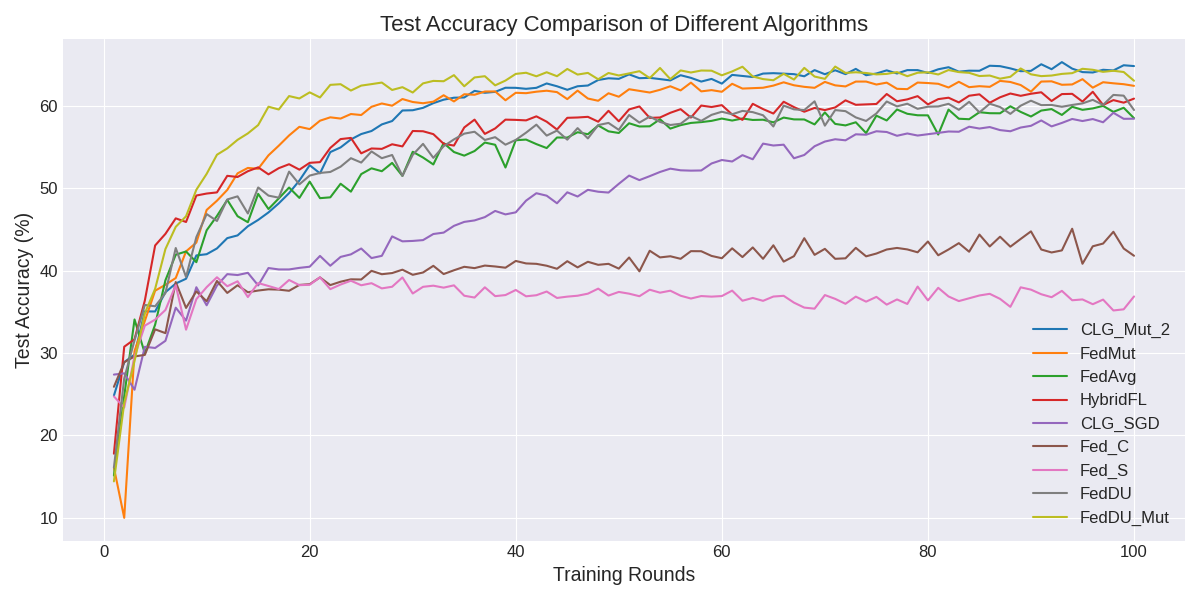 Test Accuracy Comparison of Different Algorithms
Test Accuracy (%)
60
50
40
30
20
10
0
20
40
60
80
100
Training Rounds
CLG_Mut_2
FedMut
FedAvg
HybridFL
CLG_SGD
Fed_C
Fed_S
FedDU
FedDU_Mut